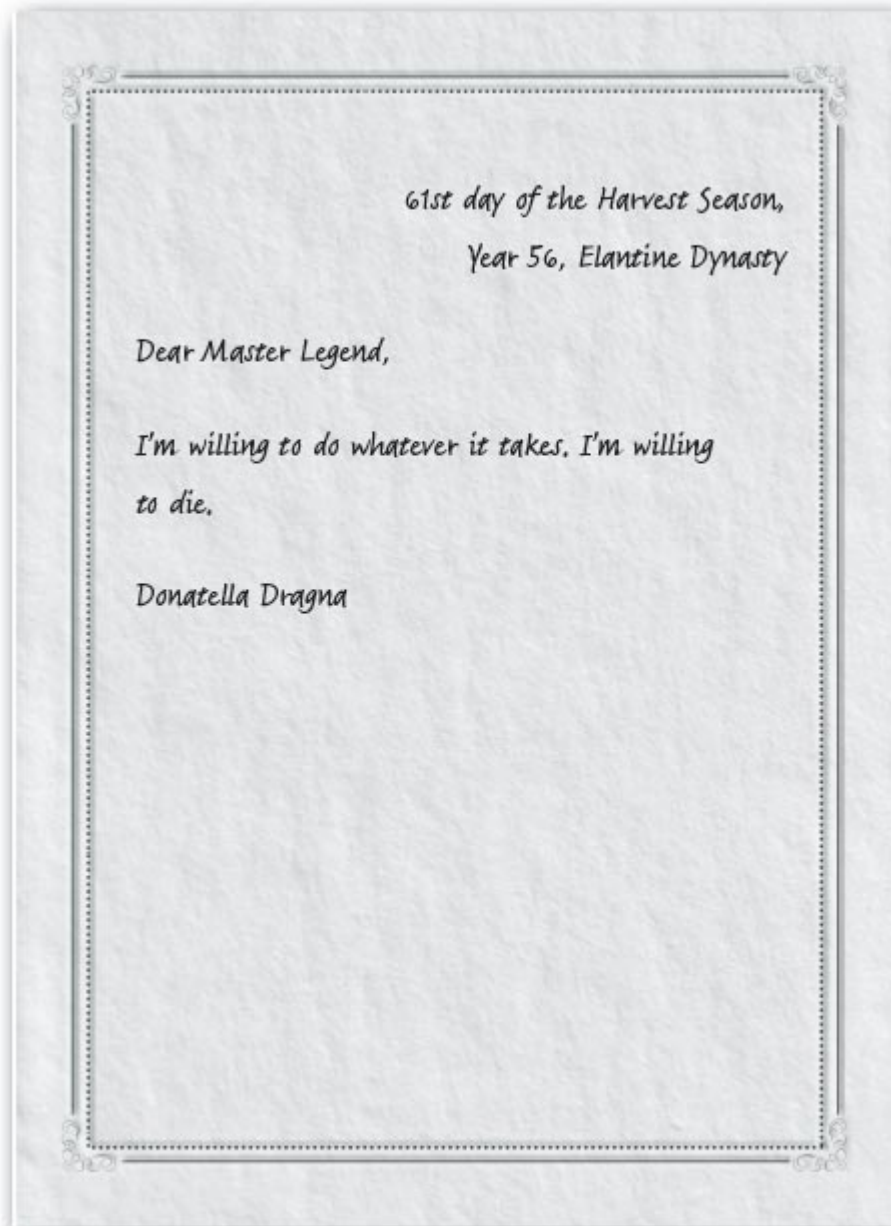 61st day of the Harvest Season,
Year 56, Elantine Dynasty
Dear Master Legend,
I'm willing to do whatever it takes. I'm willing
to die.
Donatella Dragna